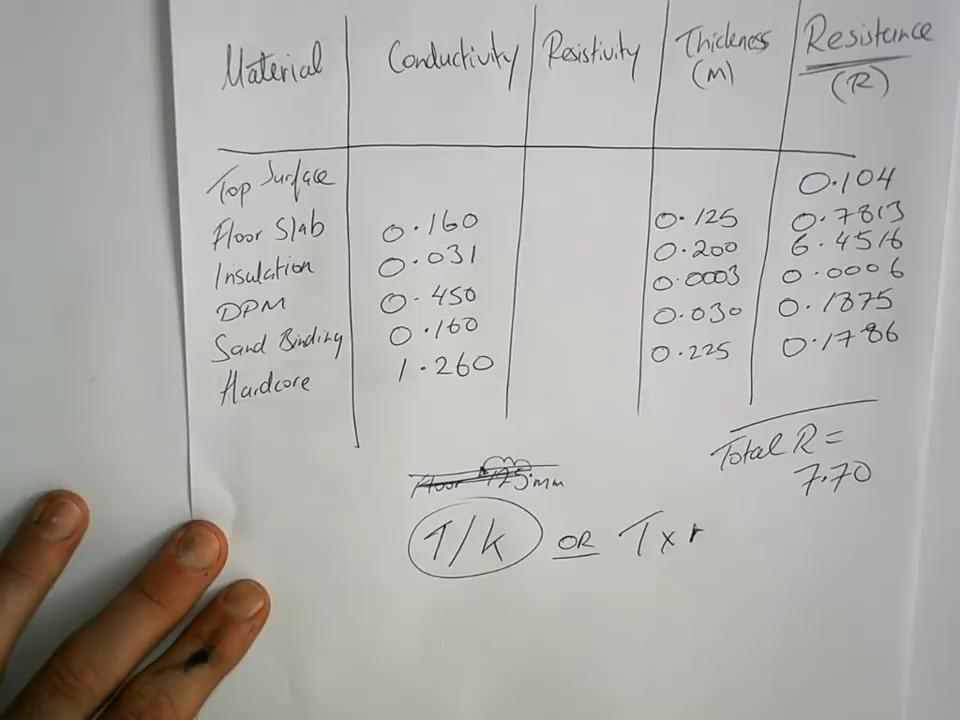 Material Conductivity Resistivity Thickness (M) Resistance (R)
Top Surface 0.104
Floor Slab 0.160 0.125 0.7813
Insulation 0.031 0.200 6.4516
DPM 0.450 0.0003 0.0006
Sand Binding 0.160 0.030 0.1875
Hardcore 1.260 0.225 0.1786
Total R =
7.70
T/k OR T x r